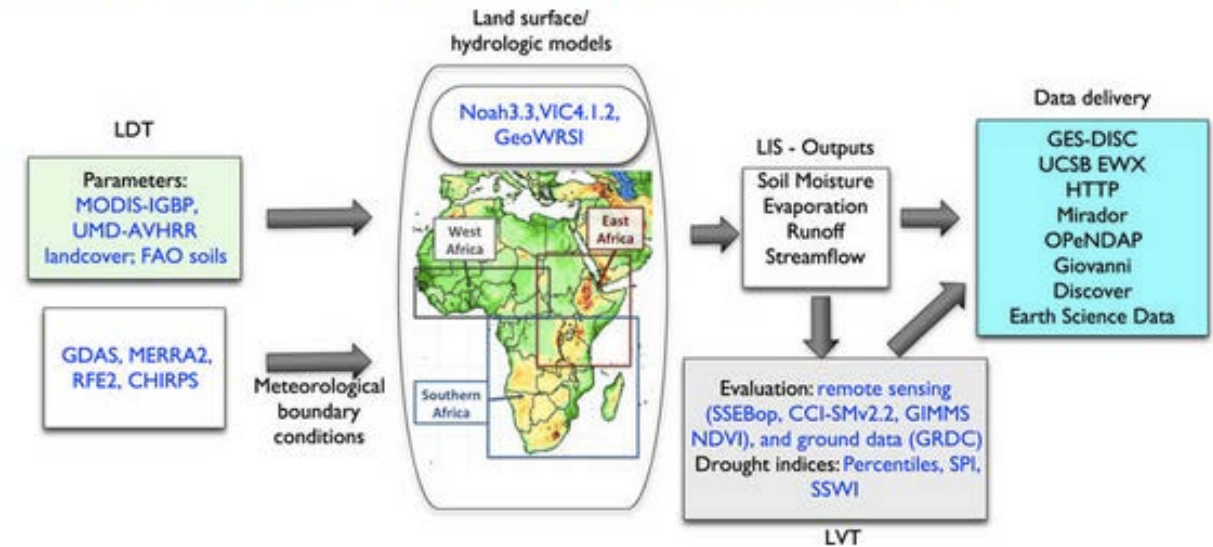 Land surface/
hydrologic models
Noah3.3,VIC4.1.2,
GeoWRSI
LDT
Parameters:
MODIS-IGBP,
UMD-AVHRR
landcover; FAO soils
GDAS, MERRA2,
RFE2, CHIRPS
Meteorological
boundary
conditions
West
Africa
East
Africa
Southern
Africa
LIS - Outputs
Soil Moisture
Evaporation
Runoff
Streamflow
Data delivery
GES-DISC
UCSB EWX
HTTP
Mirador
OPeNDAP
Giovanni
Discover
Earth Science Data
Evaluation: remote sensing
(SSEBop, CCI-SMv2.2, GIMMS
NDVI), and ground data (GRDC)
Drought indices: Percentiles, SPI,
SSWI
LVT